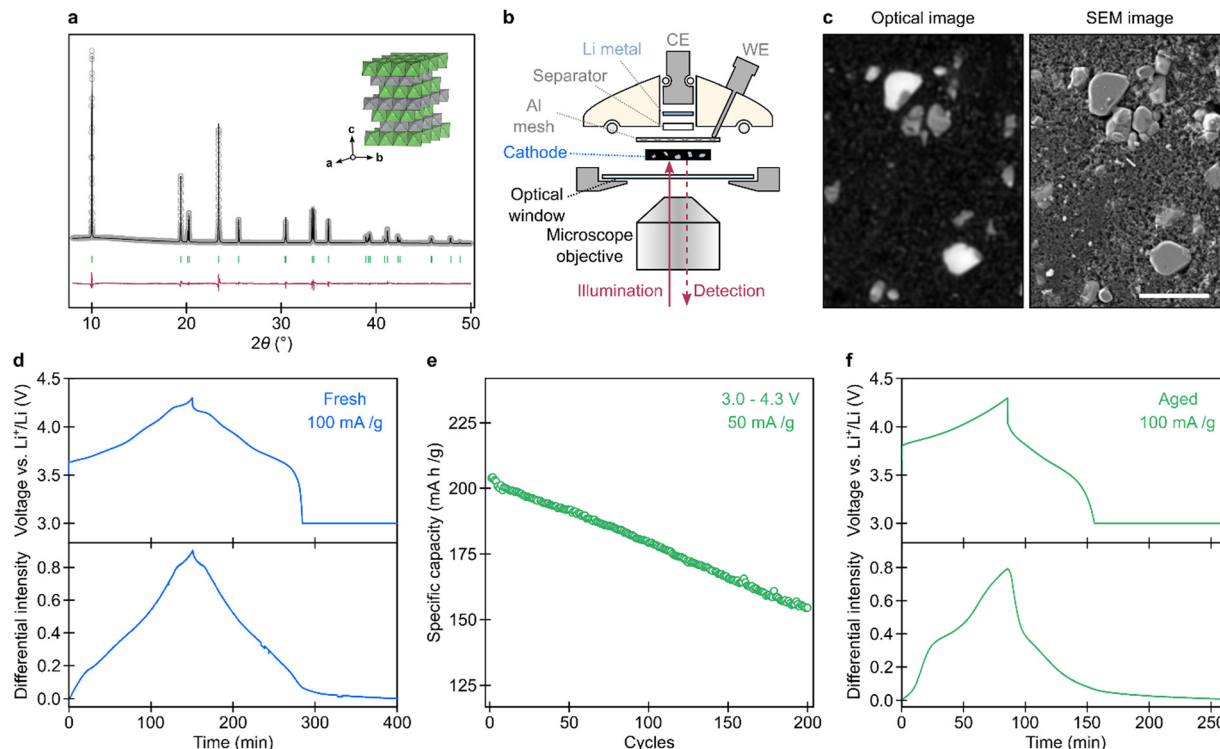 a
c
a
b
10
20
30
40
50
2θ (°)
b
CE
WE
Li metal
Separator
Al
mesh
Cathode
Optical
window
Microscope
objective
Illumination
Detection
c
Optical image
SEM image
d
Voltage vs. Li⁺/Li (V)
4.5
4.0
3.5
3.0
Fresh
100 mA /g
Differential intensity
0.8
0.6
0.4
0.2
0.0
0
100
200
300
400
Time (min)
e
Specific capacity (mA h /g)
225
200
175
150
125
3.0 - 4.3 V
50 mA /g
0
50
100
150
200
Cycles
f
Voltage vs. Li⁺/Li (V)
4.5
4.0
3.5
3.0
Aged
100 mA /g
Differential intensity
0.8
0.6
0.4
0.2
0.0
0
50
100
150
200
250
Time (min)